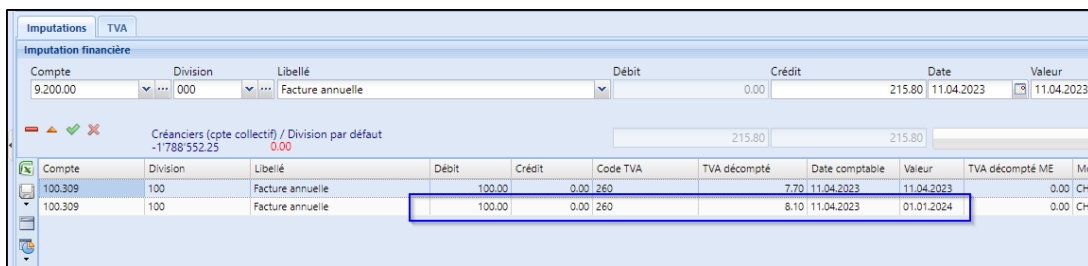 Imputations TVA
Imputation financière
Compte Division Libellé Débit Crédit Date Valeur
9.200.00 000 Facture annuelle 0.00 215.80 11.04.2023 11.04.2023
Créanciers (cpte collectif) / Division par défaut 215.80 215.80
-1'788'552.25 0.00
Compte Division Libellé Débit Crédit Code TVA TVA décompté Date comptable Valeur TVA décompté ME
100.309 100 Facture annuelle 100.00 0.00 260 7.70 11.04.2023 11.04.2023 0.00 CH
100.309 100 Facture annuelle 100.00 0.00 260 8.10 11.04.2023 01.01.2024 0.00 CH